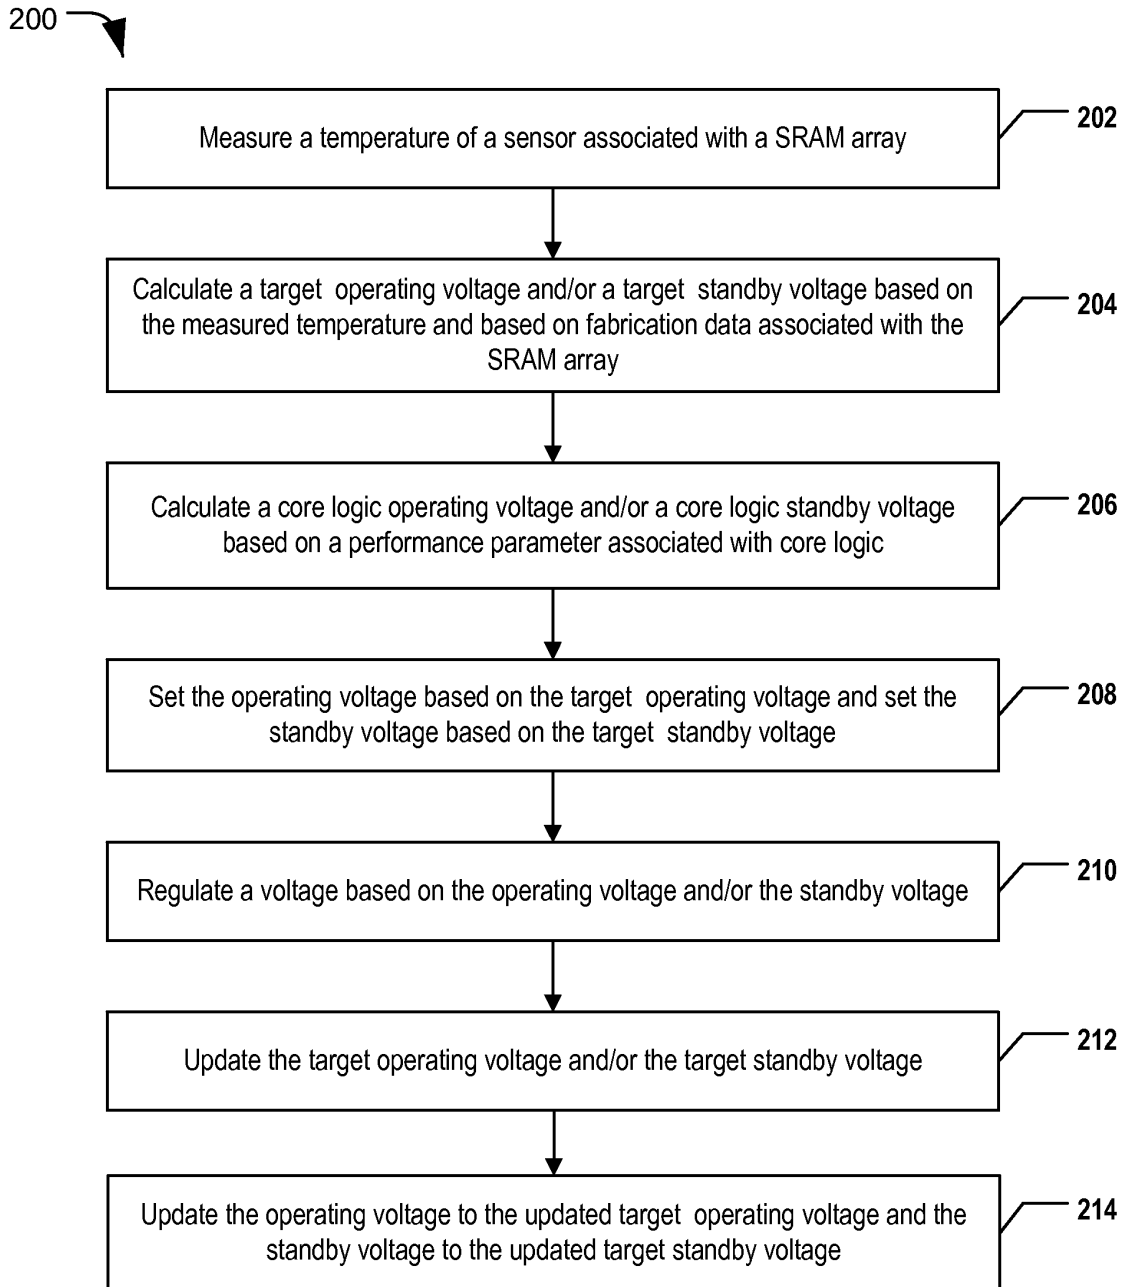 200
Measure a temperature of a sensor associated with a SRAM array
202
Calculate a target operating voltage and/or a target standby voltage based on
the measured temperature and based on fabrication data associated with the
SRAM array
204
Calculate a core logic operating voltage and/or a core logic standby voltage
based on a performance parameter associated with core logic
206
Set the operating voltage based on the target operating voltage and set the
standby voltage based on the target standby voltage
208
Regulate a voltage based on the operating voltage and/or the standby voltage
210
Update the target operating voltage and/or the target standby voltage
212
Update the operating voltage to the updated target operating voltage and the
standby voltage to the updated target standby voltage
214